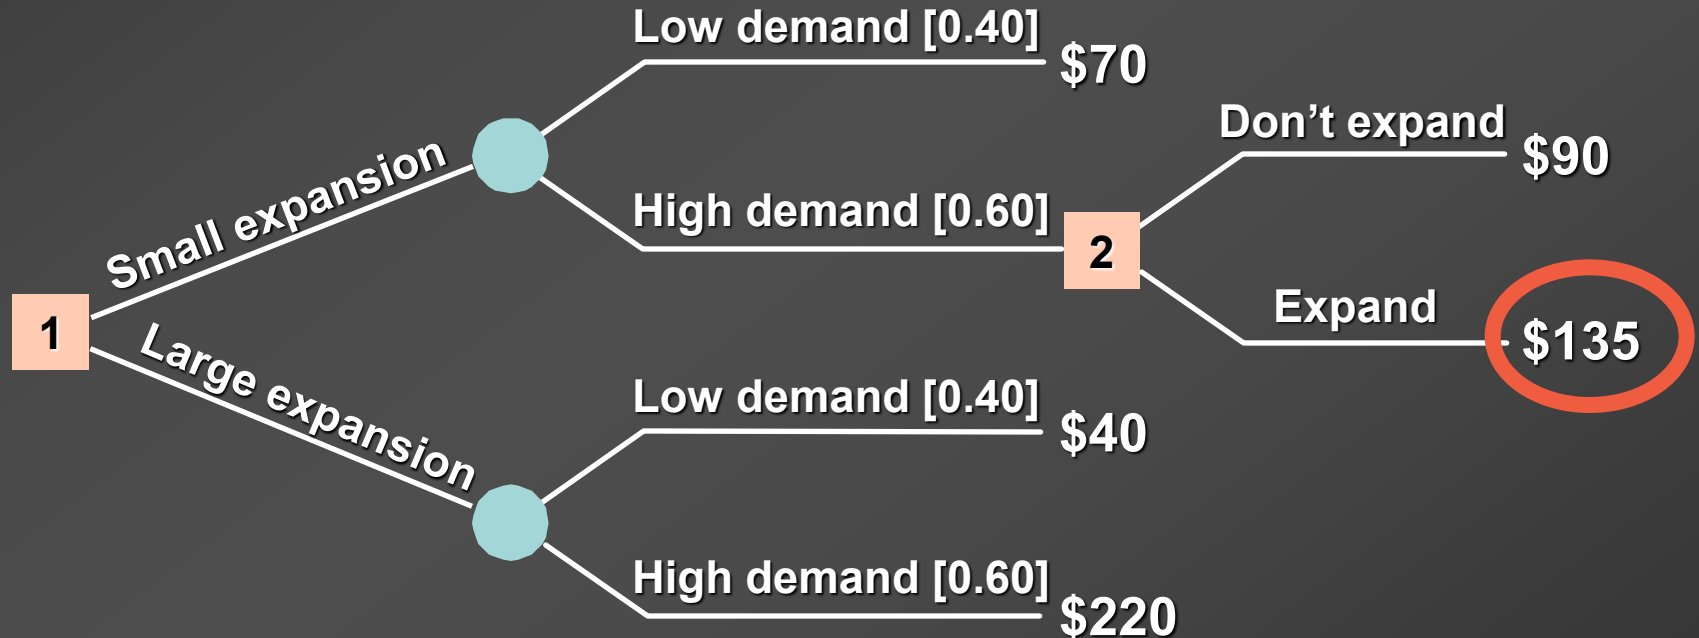 Low demand [0.40]
$70
Don’t expand
$90
Small expansion
High demand [0.60]
2
1
Expand
$135
Large expansion
Low demand [0.40]
$40
High demand [0.60]
$220